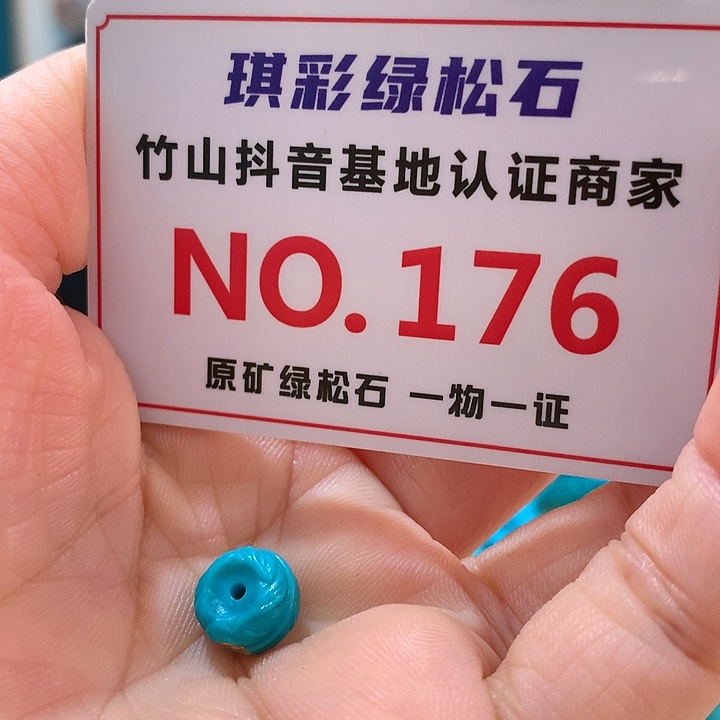 琪彩绿松石
竹山抖音基地认证商家
NO.176
原矿绿松石 一物一证